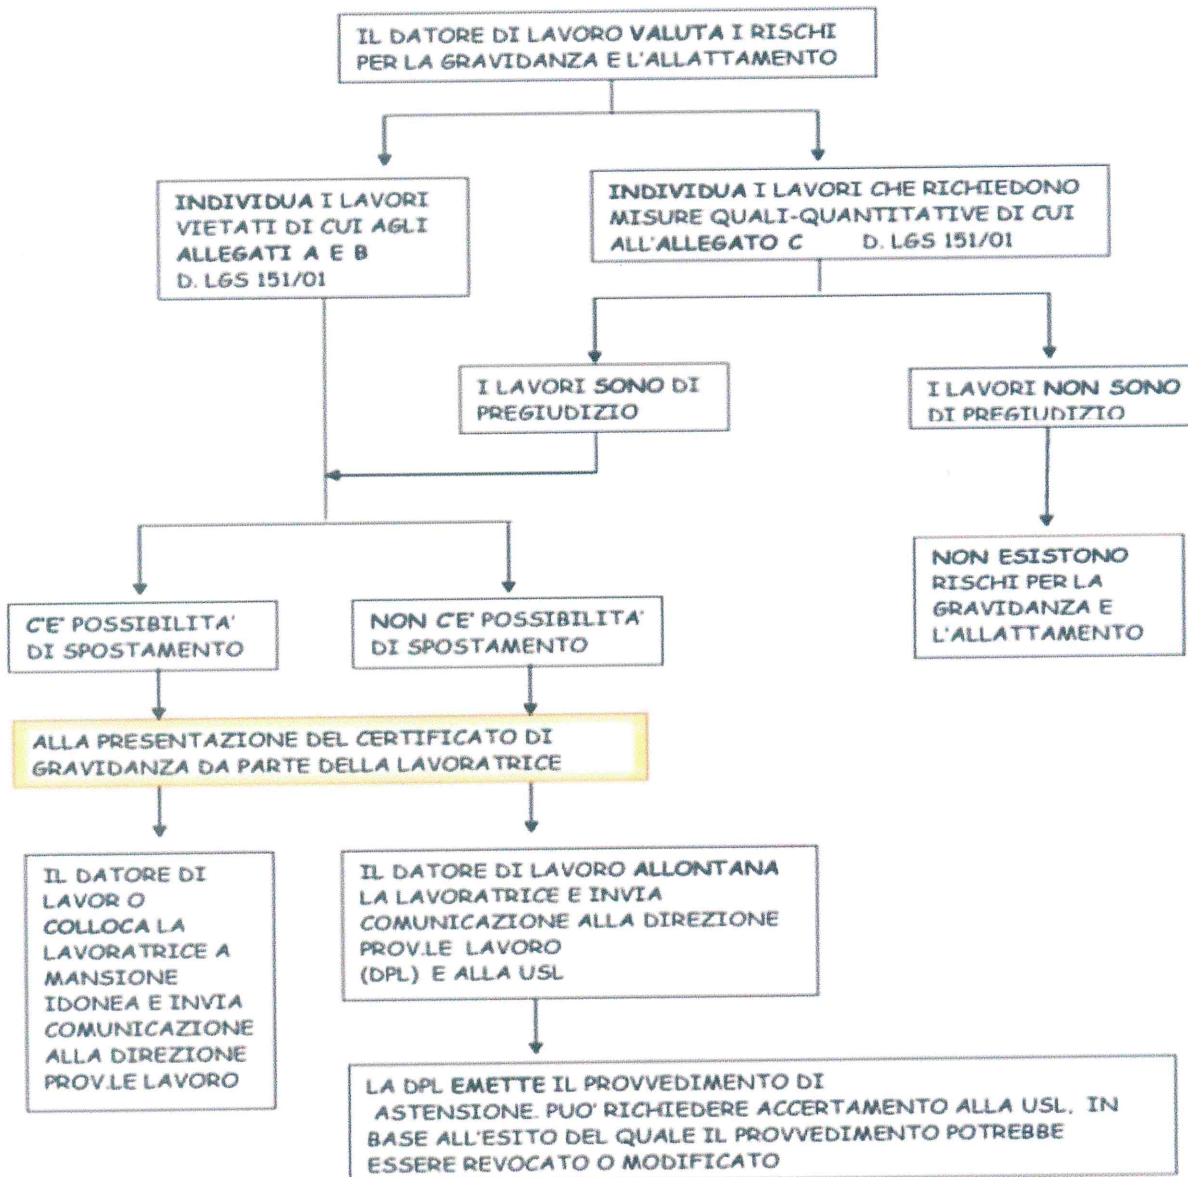 IL DATORE DI LAVORO VALUTA I RISCHI
PER LA GRAVIDANZA E L'ALLATTAMENTO
INDIVIDUA I LAVORI
VIETATI DI CUI AGLI
ALLEGATI A E B
D. LGS 151/01
INDIVIDUA I LAVORI CHE RICHIEDONO
MISURE QUALI-QUANTITATIVE DI CUI
ALL'ALLEGATO C D. LGS 151/01
I LAVORI SONO DI
PREGIUDIZIO
I LAVORI NON SONO
DI PREGIUDIZIO
NON ESISTONO
RISCHI PER LA
GRAVIDANZA E
L'ALLATTAMENTO
C'E' POSSIBILITA'
DI SPOSTAMENTO
NON C'E' POSSIBILITA'
DI SPOSTAMENTO
ALLA PRESENTAZIONE DEL CERTIFICATO DI
GRAVIDANZA DA PARTE DELLA LAVORATRICE
IL DATORE DI
LAVOR O
COLLOCA LA
LAVORATRICE A
MANSIONE
IDONEA E INVIA
COMUNICAZIONE
ALLA DIREZIONE
PROV.LE LAVORO
IL DATORE DI LAVORO ALLONTANA
LA LAVORATRICE E INVIA
COMUNICAZIONE ALLA DIREZIONE
PROV.LE LAVORO
(DPL) E ALLA USL
LA DPL EMETTE IL PROVVEDIMENTO DI
ASTENSIONE. PUO' RICHIEDERE ACCERTAMENTO ALLA USL, IN
BASE ALL'ESITO DEL QUALE IL PROVVEDIMENTO POTREBBE
ESSERE REVOCATO O MODIFICATO